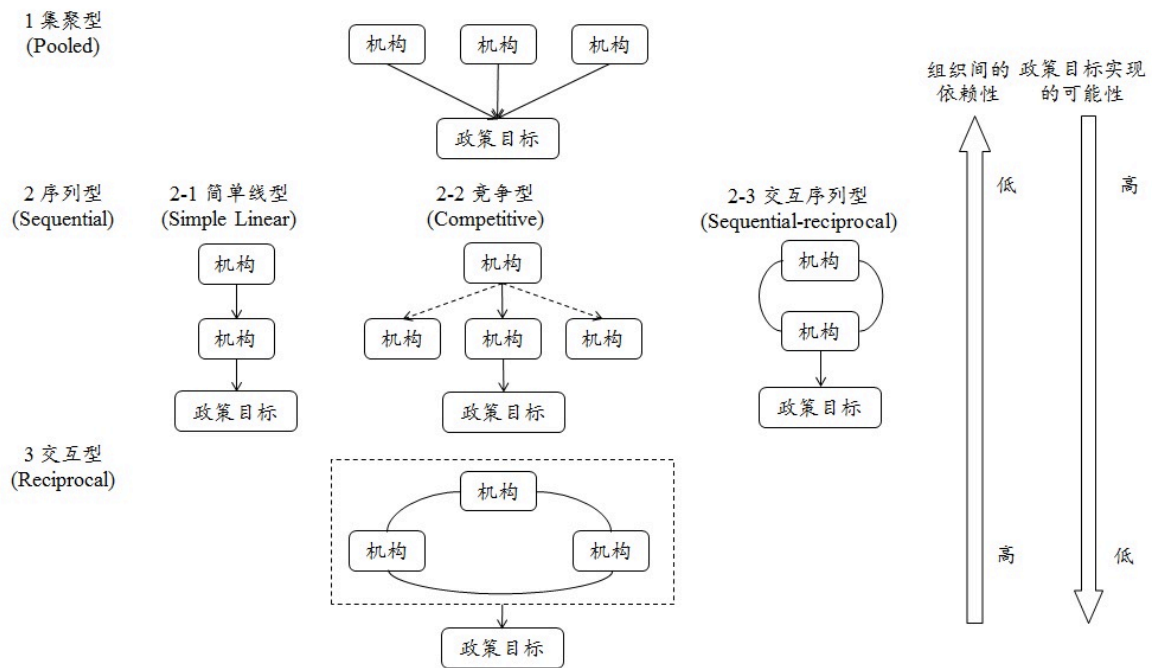 1 集聚型
(Pooled)
机构
机构
机构
政策目标
组织间的
依赖性
政策目标实现
的可能性
低
高
2 序列型
(Sequential)
2-1 简单线型
(Simple Linear)
2-2 竞争型
(Competitive)
2-3 交互序列型
(Sequential-reciprocal)
机构
机构
政策目标
机构
机构
机构
机构
政策目标
机构
机构
政策目标
3 交互型
(Reciprocal)
机构
机构
机构
政策目标
高
低